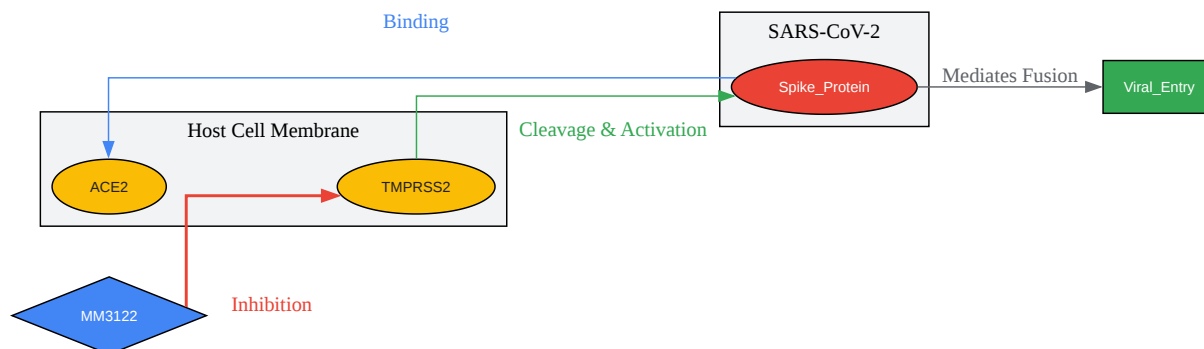 Binding
SARS-CoV-2
Spike_Protein
Mediates Fusion
Viral_Entry
Host Cell Membrane
Cleavage & Activation
ACE2
TMPRSS2
Inhibition
MM3122